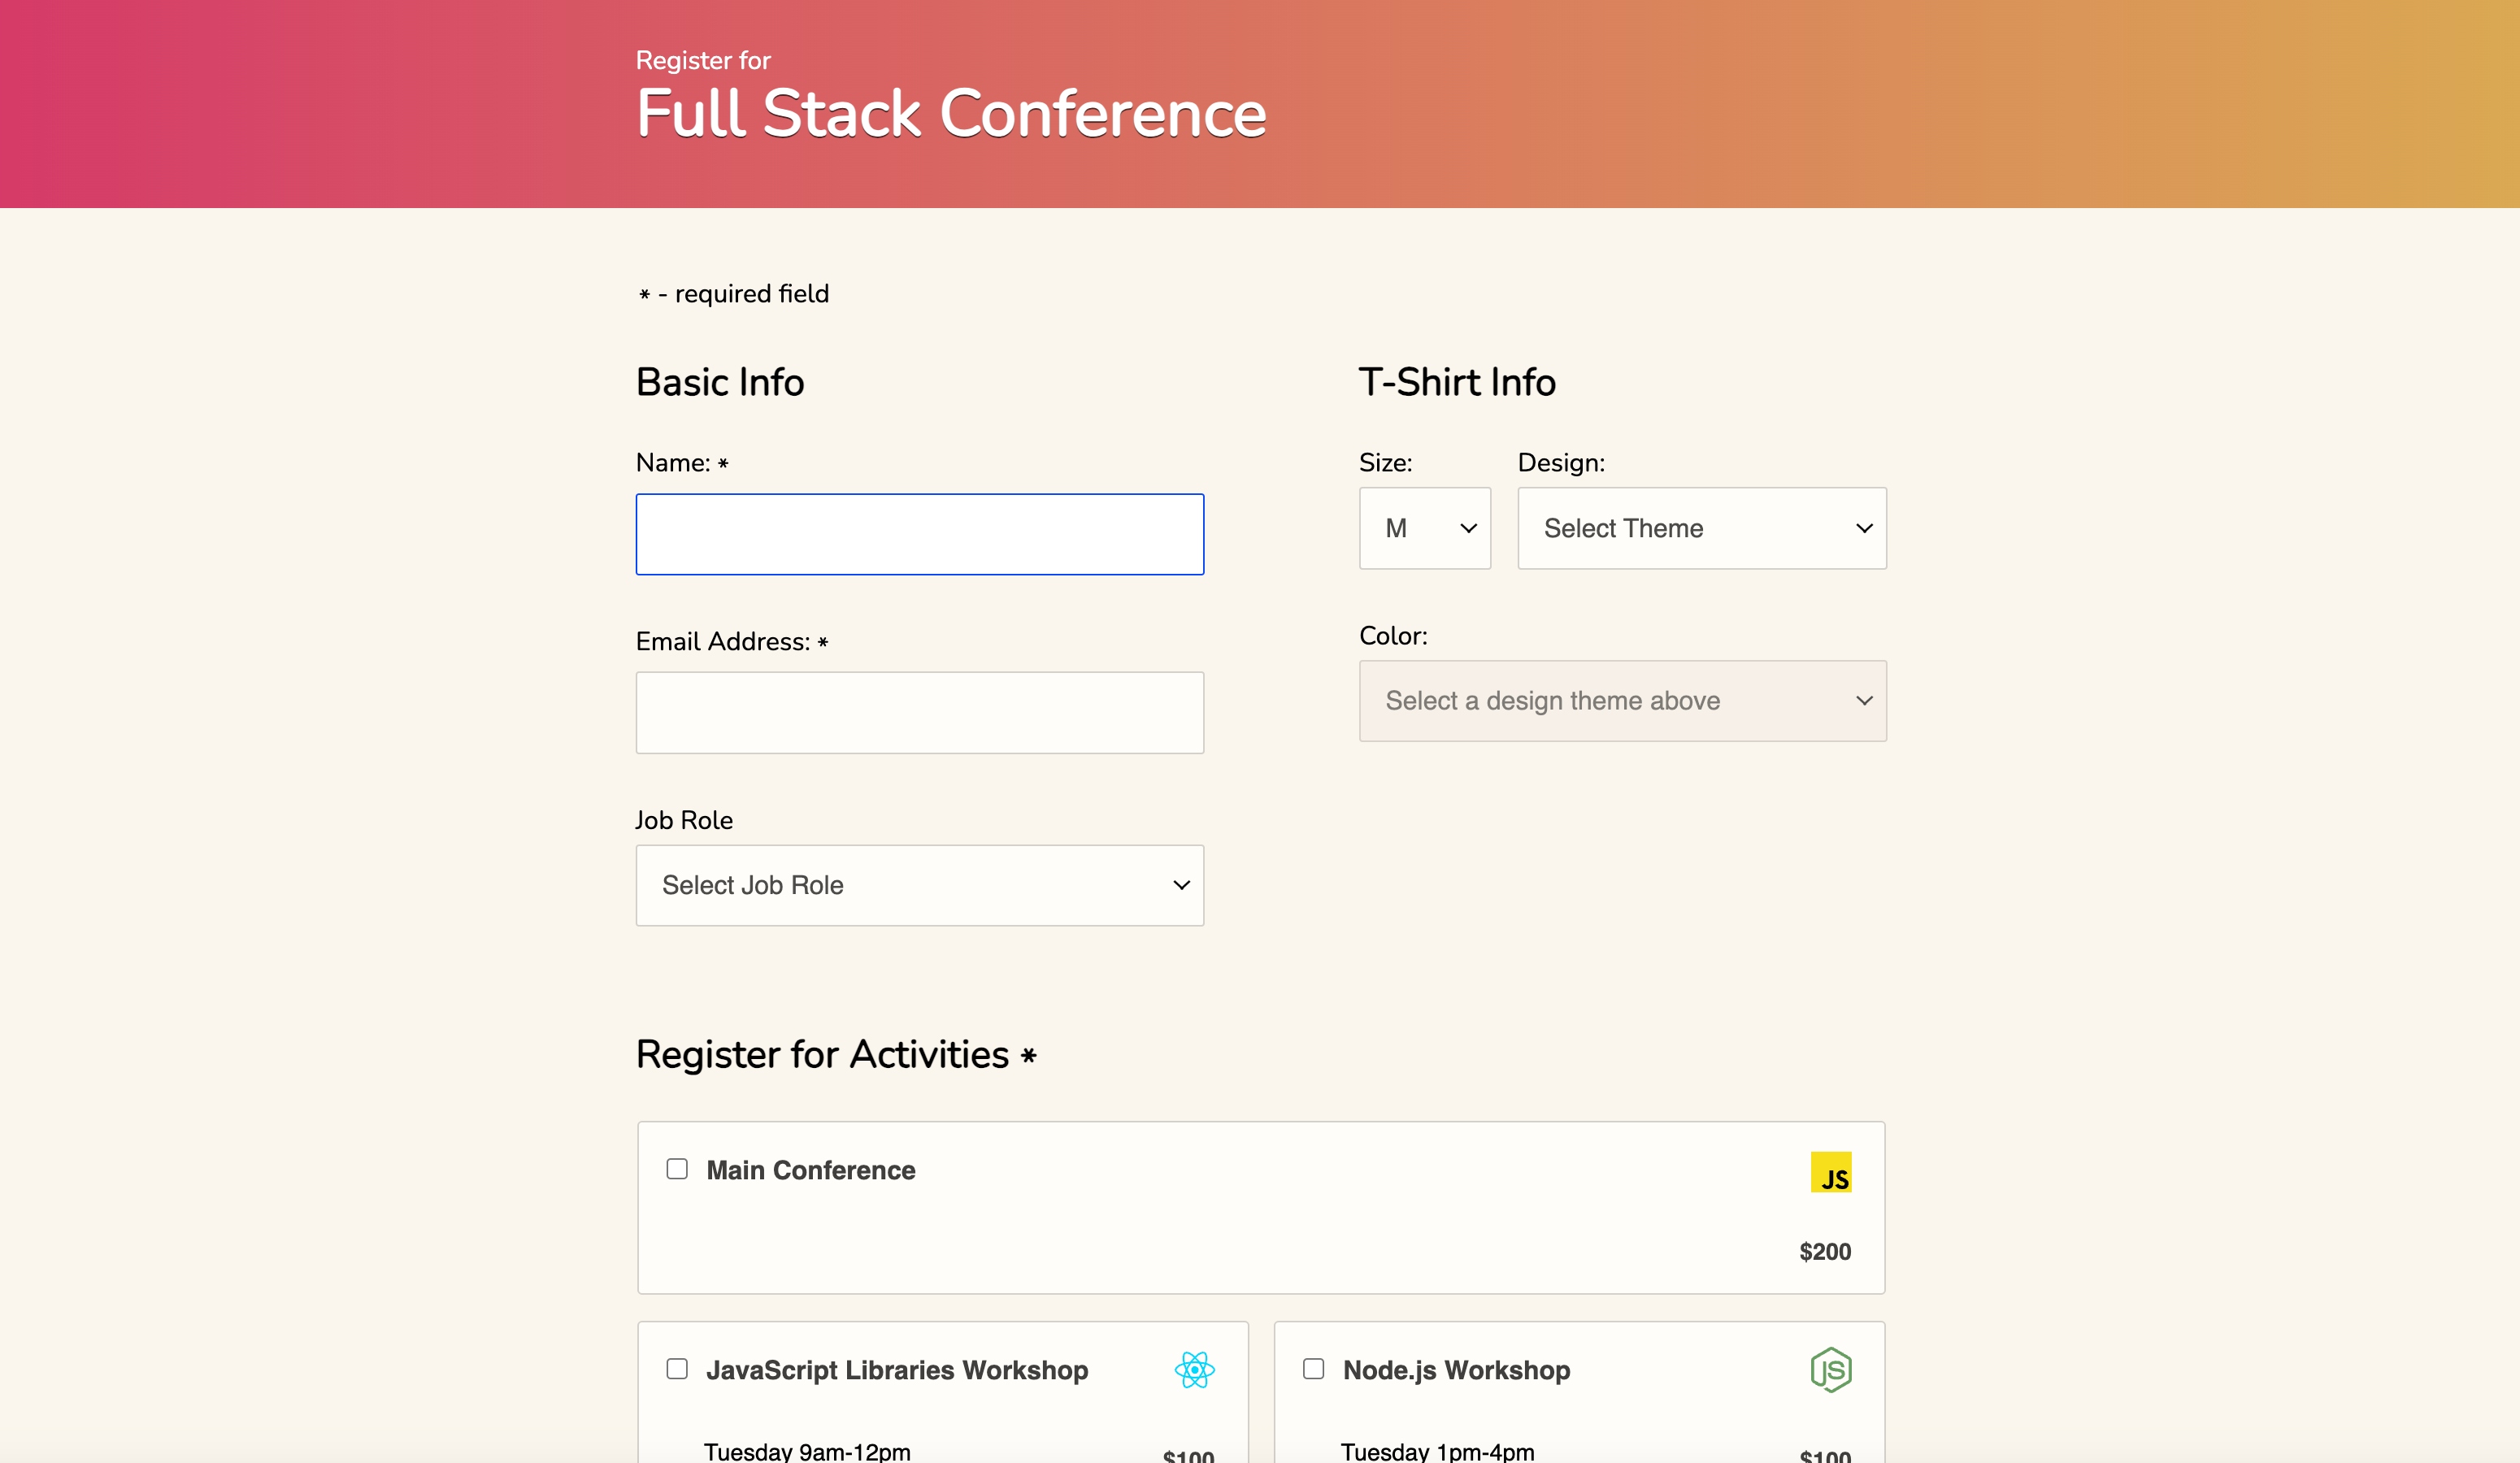 Register for
Full Stack Conference
* - required field
Basic Info
Name: *
Email Address: *
Job Role
Select Job Role
T-Shirt Info
Size:
Design:
M
Select Theme
Color:
Select a design theme above
Register for Activities *
Main Conference
JS
$200
JavaScript Libraries Workshop
Tuesday 9am-12pm
$100
Node.js Workshop
JS
Tuesday 1pm-4pm
$100